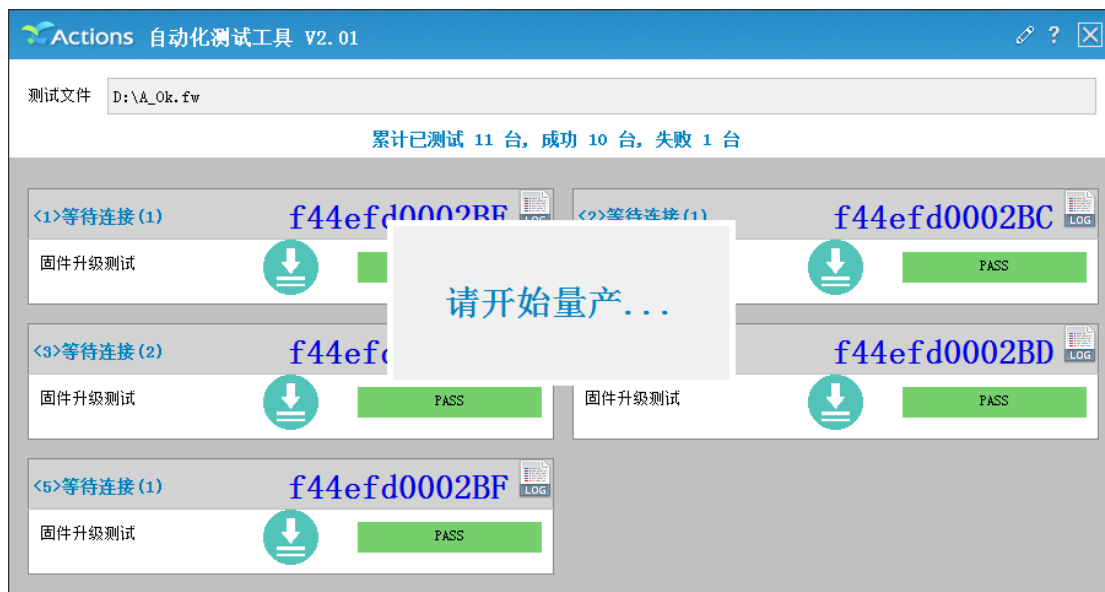 Actions 自动化测试工具 V2.01
?
测试文件 D:\A_Ok.fw
累计已测试 11 台, 成功 10 台, 失败 1 台
<1>等待连接(1) LOG
固件升级测试
<2>等待连接(1) f44efd0002BC LOG
PASS
请开始量产...
<3>等待连接(2)
固件升级测试 PASS
f44efd0002BD LOG
固件升级测试 PASS
<5>等待连接(1) f44efd0002BF LOG
固件升级测试 PASS